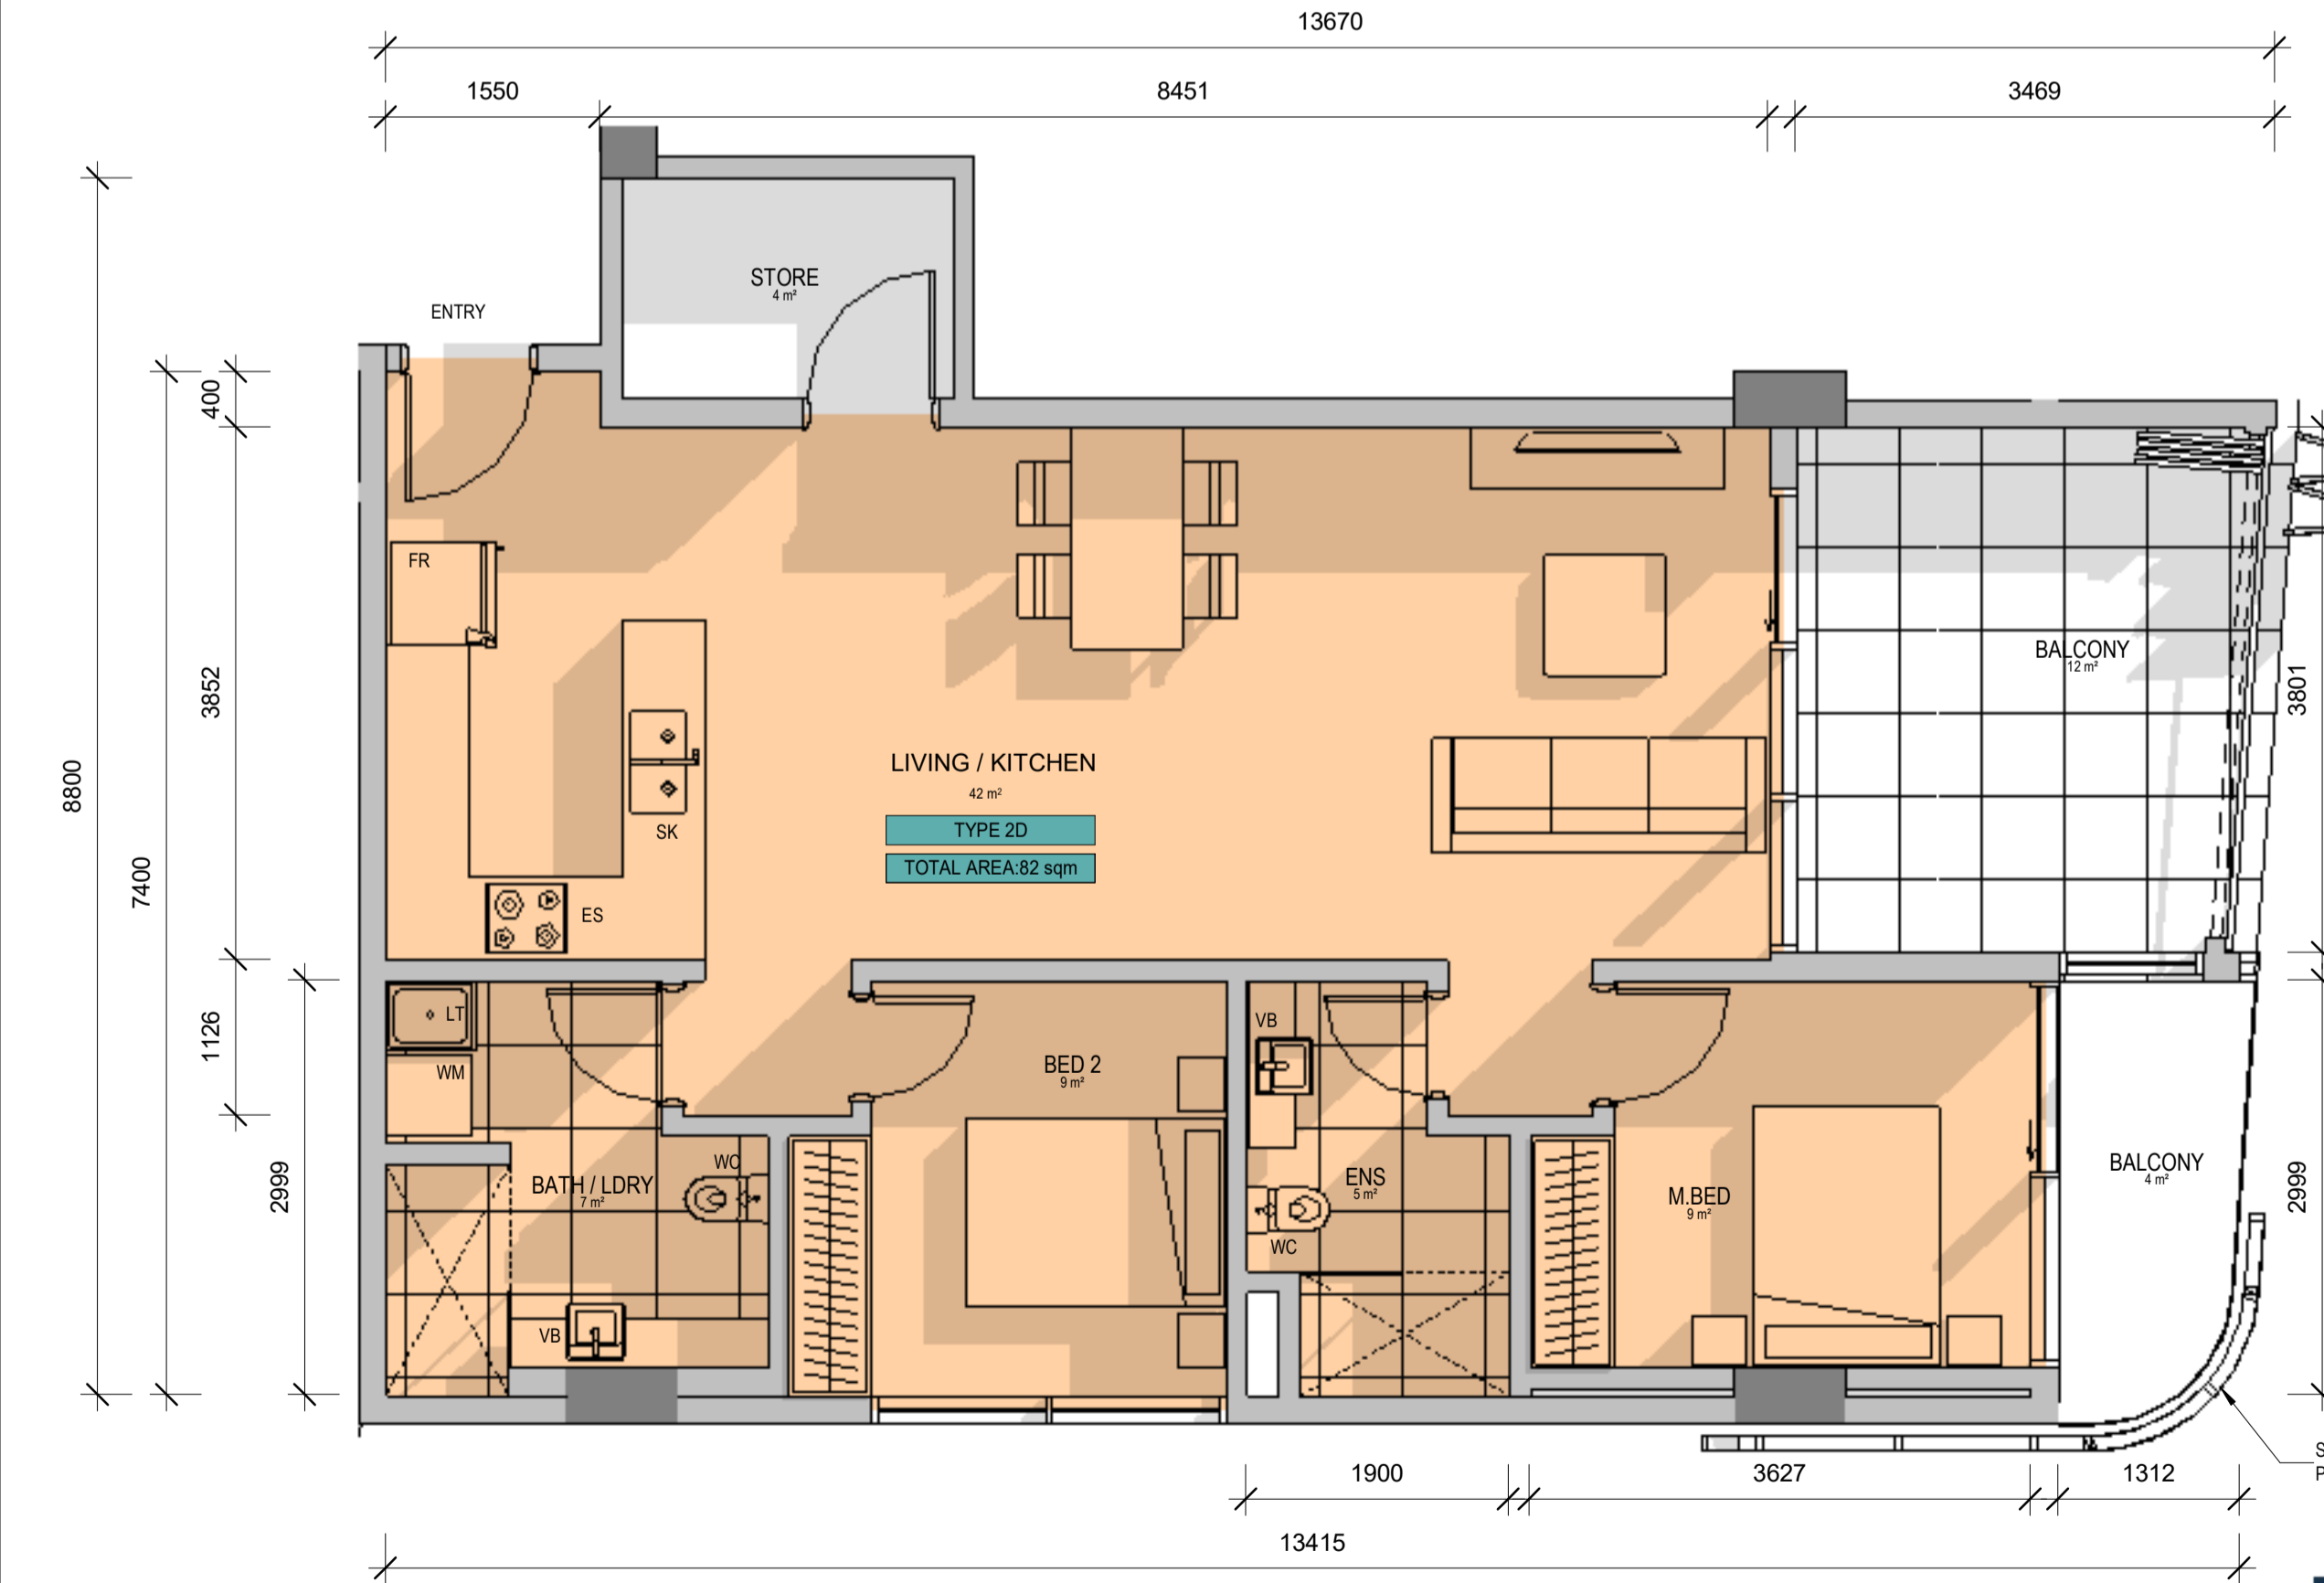 13670
1550
8451
3469
STORE
4 m²
ENTRY
400
FR
3852
8800
7400
BALCONY
12 m²
3801
LIVING / KITCHEN
42 m²
TYPE 2D
TOTAL AREA:82 sqm
SK
ES
LT
WM
1126
2999
BED 2
9 m²
VB
WC
BATH / LDRY
7 m²
VB
ENS
5 m²
WC
M.BED
9 m²
BALCONY
4 m²
2999
1900
3627
1312
13415